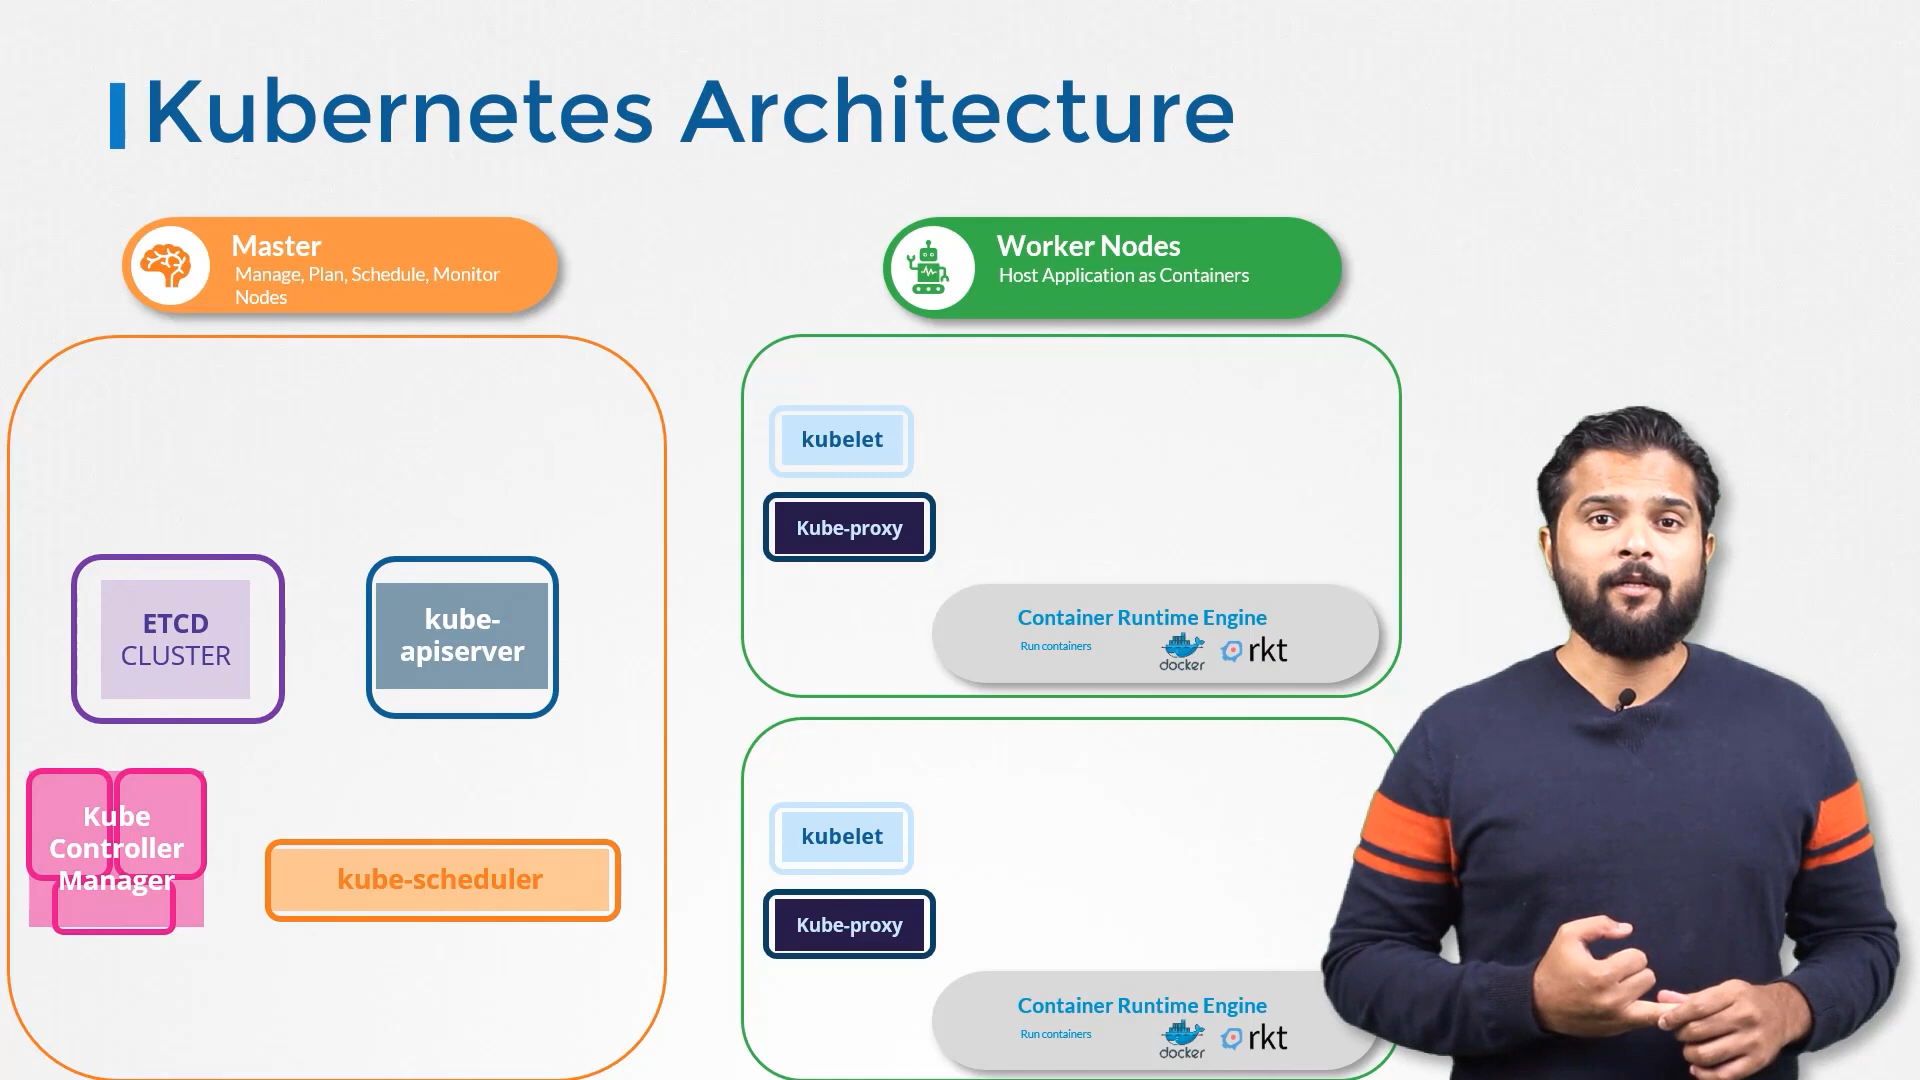 Kubernetes Architecture
Master
Manage, Plan, Schedule, Monitor
Nodes
ETCD
CLUSTER
kube-
apiserver
Kube
Controller
Manager
kube-scheduler
Worker Nodes
Host Application as Containers
kubelet
Kube-proxy
Container Runtime Engine
Run containers
docker
rkt
kubelet
Kube-proxy
Container Runtime Engine
Run containers
docker
rkt